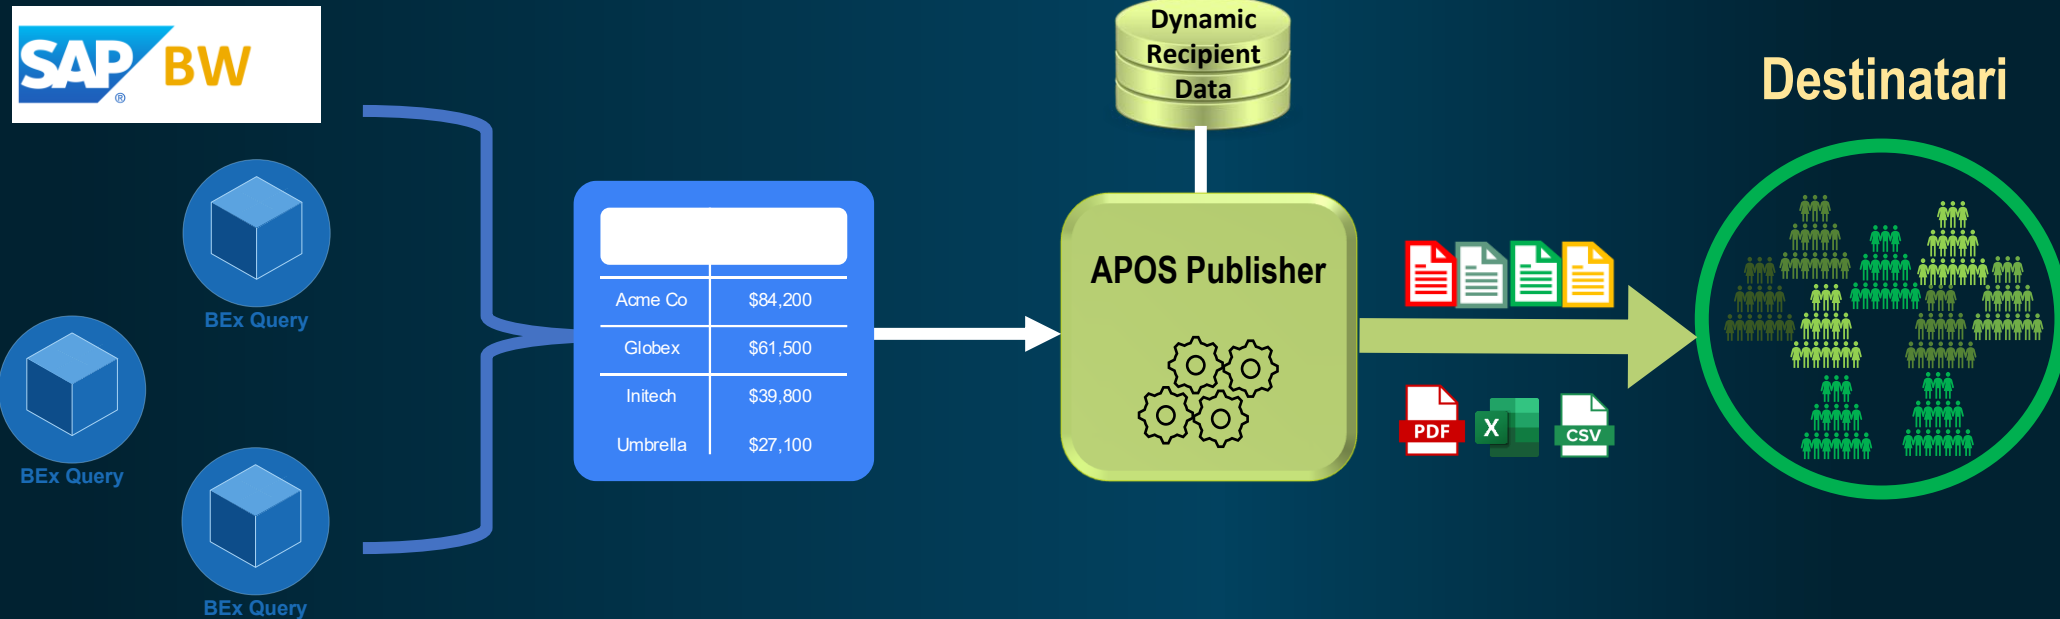 SAP BW
®
BEx Query
BEx Query
BEx Query
Acme Co $84,200
Globex $61,500
Initech $39,800
Umbrella $27,100
Dynamic
Recipient
Data
APOS Publisher
PDF
X
CSV
Destinatari